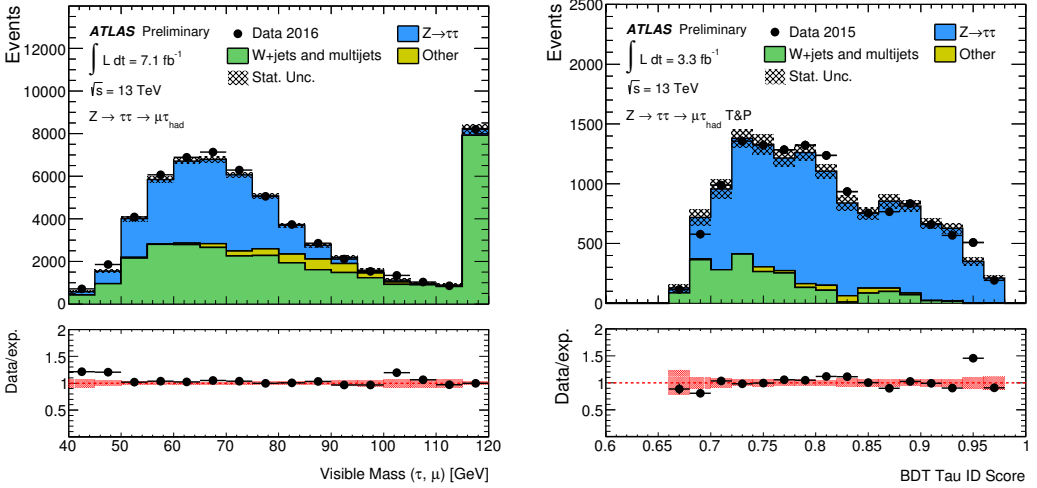 Events
14000
12000
10000
8000
6000
4000
2000
0
ATLAS Preliminary
∫ L dt = 7.1 fb⁻¹
√s = 13 TeV
Z → ττ → μτ_had
Data 2016
Z→ττ
W+jets and multijets
Other
Stat. Unc.
Data/exp.
2
1.5
1
0.5
40 50 60 70 80 90 100 110 120
Visible Mass (τ, μ) [GeV]
Events
2500
2000
1500
1000
500
0
ATLAS Preliminary
∫ L dt = 3.3 fb⁻¹
√s = 13 TeV
Z → ττ → μτ_had T&P
Data 2015
Z→ττ
W+jets and multijets
Other
Stat. Unc.
Data/exp.
2
1.5
1
0.5
0.6 0.65 0.7 0.75 0.8 0.85 0.9 0.95 1
BDT Tau ID Score